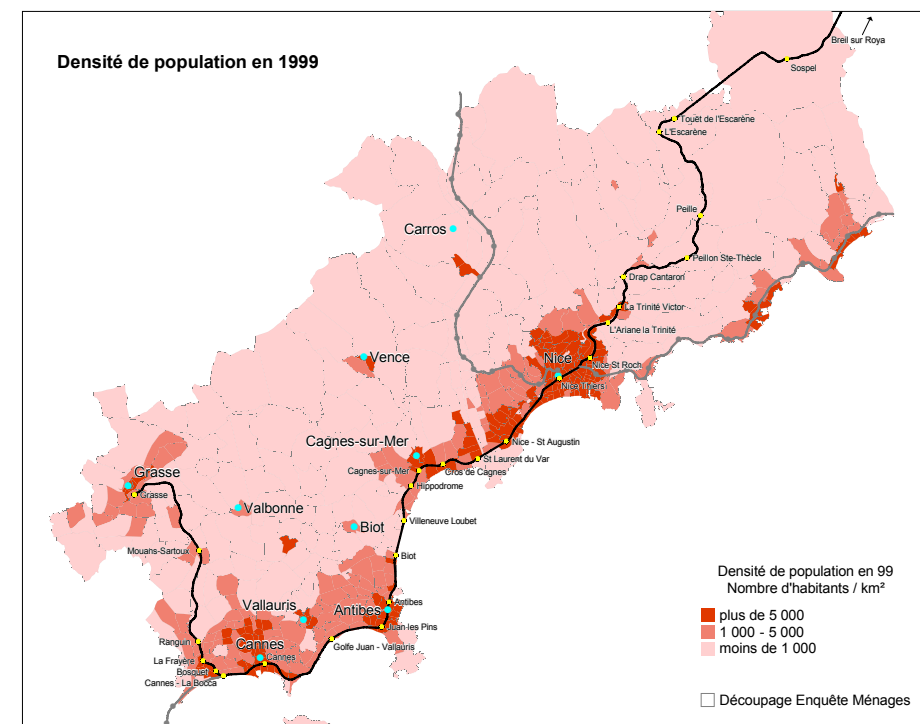 Densité de population en 1999
Breil sur Roya
Sospel
Touët de l'Escarène
L'Escarène
Peille
Carros
Peillon Ste-Thècle
Drap Cantaron
La Trinité Victor
L'Ariane la Trinité
Vence
Nice
Nice St Roch
Nice Thiers
Cagnes-sur-Mer
Nice - St Augustin
St Laurent du Var
Cagnes-sur-Mer
Cros de Cagnes
Grasse
Hippodrome
Grasse
Valbonne
Biot
Villeneuve Loubet
Mouans-Sartoux
Biot
Densité de population en 99
Nombre d'habitants / km²
plus de 5 000
1 000 - 5 000
moins de 1 000
Vallauris
Antibes
Antibes
Juan les Pins
Ranguin
Cannes
Golfe Juan - Vallauris
La Frayère
Cannes
Bosquet
Cannes - La Bocca
Découpage Enquête Ménages